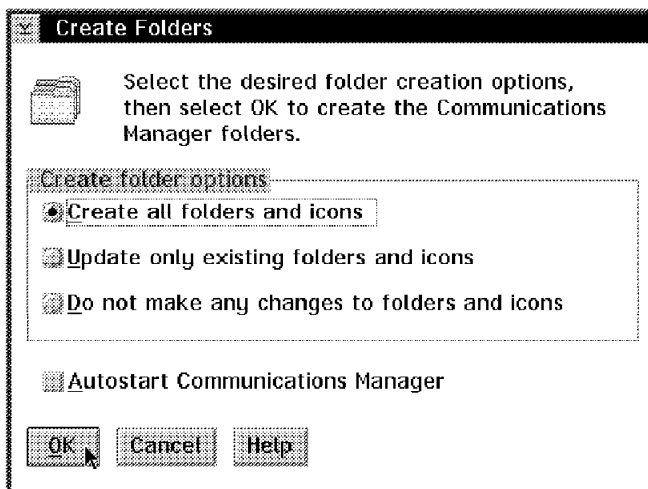 Create Folders
Select the desired folder creation options,
then select OK to create the Communications
Manager folders.
Create folder options
Create all folders and icons
Update only existing folders and icons
Do not make any changes to folders and icons
Autostart Communications Manager
OK Cancel Help